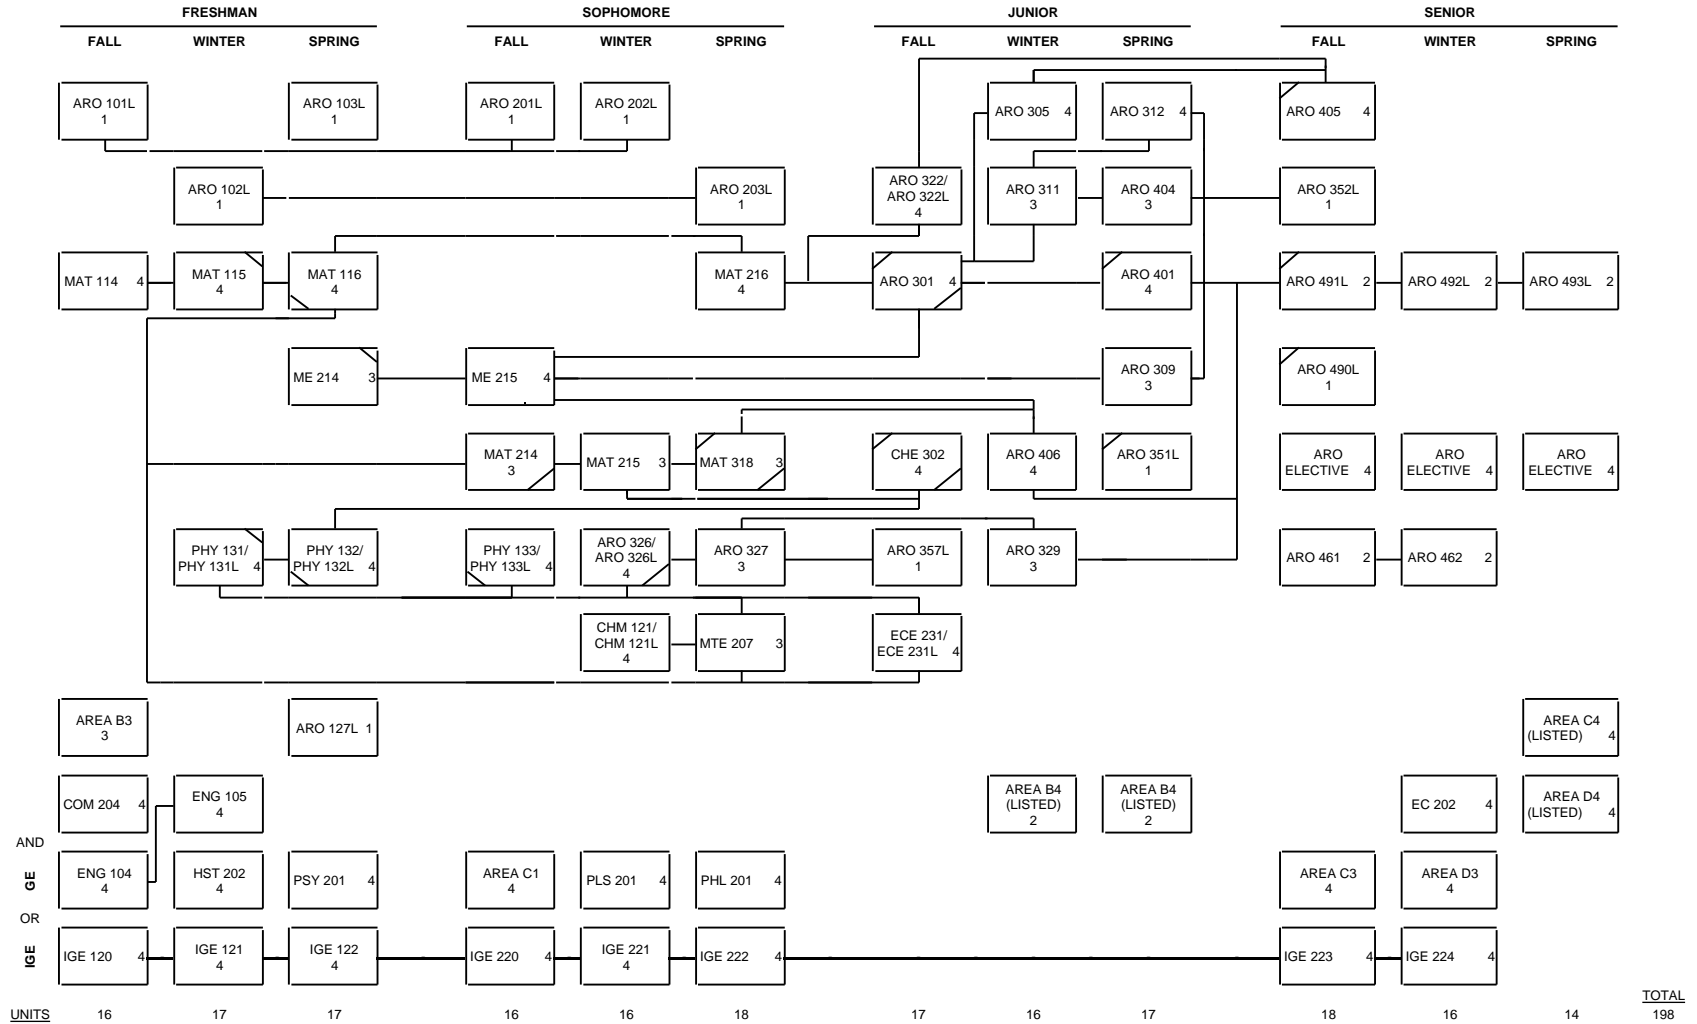 FRESHMAN SOPHOMORE JUNIOR SENIOR
FALL WINTER SPRING FALL WINTER SPRING FALL WINTER SPRING FALL WINTER SPRING
ARO 101L
1
ARO 103L
1
ARO 201L
1
ARO 202L
1
ARO 305 4
ARO 312 4
ARO 405 4
ARO 102L
1
ARO 203L
1
ARO 322/
ARO 322L
4
ARO 311
3
ARO 404
3
ARO 352L
1
MAT 114 4
MAT 115
4
MAT 116
4
MAT 216
4
ARO 301 4
ARO 401
4
ARO 491L 2
ARO 492L 2
ARO 493L 2
ME 214 3
ME 215 4
ARO 309
3
ARO 490L
1
MAT 214
3
MAT 215 3
MAT 318 3
CHE 302
4
ARO 406
4
ARO 351L
1
ARO
ELECTIVE 4
ARO
ELECTIVE 4
ARO
ELECTIVE 4
PHY 131/
PHY 131L 4
PHY 132/
PHY 132L 4
PHY 133/
PHY 133L 4
ARO 326/
ARO 326L
4
ARO 327
3
ARO 357L
1
ARO 329
3
ARO 461 2
ARO 462 2
CHM 121/
CHM 121L
4
MTE 207 3
ECE 231/
ECE 231L 4
AREA B3
3
ARO 127L 1
AREA C4
(LISTED) 4
COM 204 4
ENG 105
4
AREA B4
(LISTED)
2
AREA B4
(LISTED)
2
EC 202 4
AREA D4
(LISTED) 4
AND
GE
ENG 104
4
HST 202
4
PSY 201 4
AREA C1
4
PLS 201 4
PHL 201 4
AREA C3
4
AREA D3
4
OR
IGE
IGE 120 4
IGE 121
4
IGE 122
4
IGE 220 4
IGE 221
4
IGE 222 4
IGE 223 4
IGE 224 4
TOTAL
UNITS 16 17 17 16 16 18 17 16 17 18 16 14 198